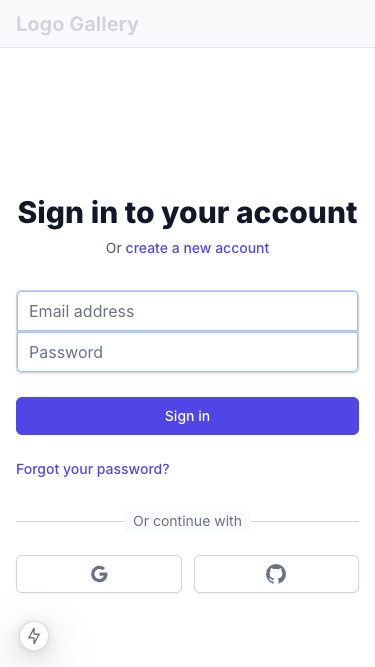 Logo Gallery
Sign in to your account
Or create a new account
Email address
Password
Sign in
Forgot your password?
Or continue with